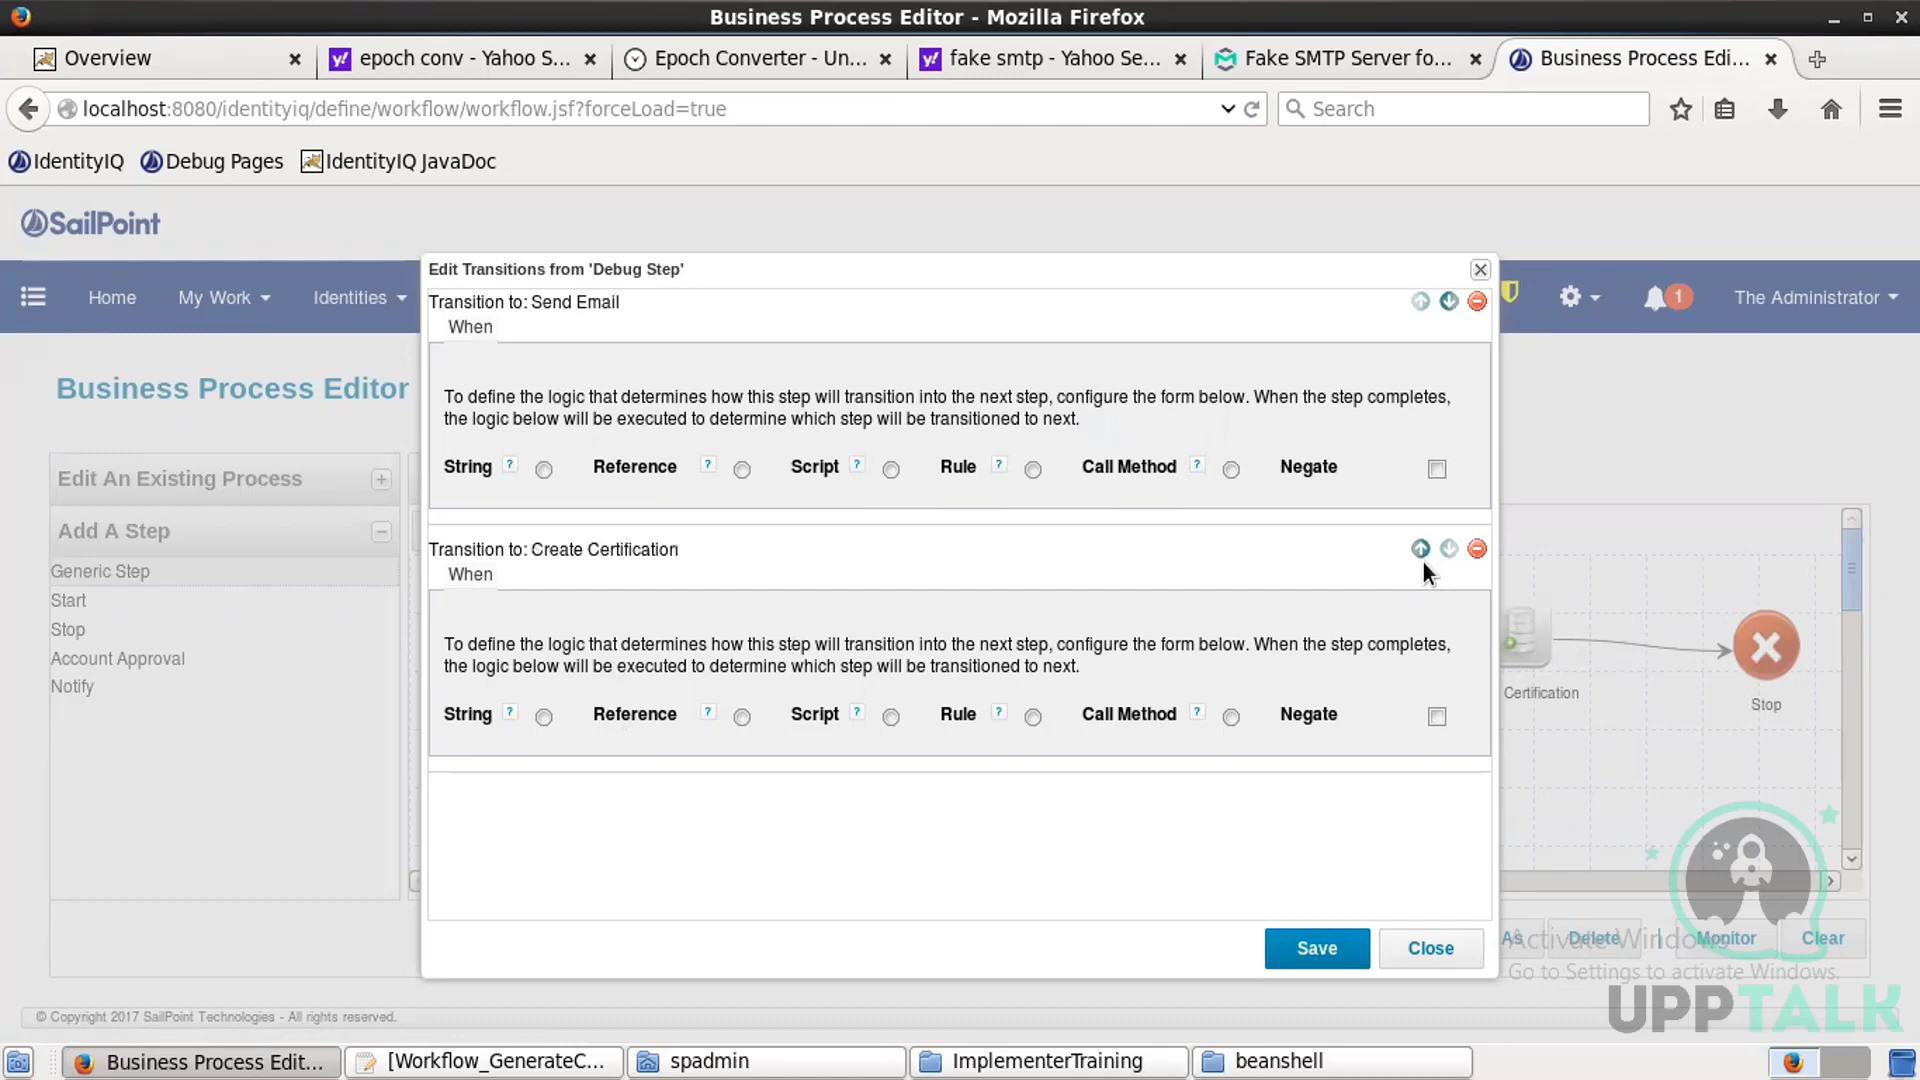 Business Process Editor - Mozilla Firefox
Overview
epoch conv - Yahoo S...
Epoch Converter - Un...
fake smtp - Yahoo Se...
Fake SMTP Server fo...
Business Process Edi...
localhost:8080/identityiq/define/workflow/workflow.jsf?forceLoad=true
Search
IdentityIQ
Debug Pages
IdentityIQ JavaDoc
SailPoint
Home
My Work
Identities
1
The Administrator
Business Process Editor
Edit An Existing Process
Add A Step
Generic Step
Start
Stop
Account Approval
Notify
Edit Transitions from 'Debug Step'
Transition to: Send Email
When
To define the logic that determines how this step will transition into the next step, configure the form below. When the step completes,
the logic below will be executed to determine which step will be transitioned to next.
String ? Reference ? Script ? Rule ? Call Method ? Negate
Transition to: Create Certification
When
To define the logic that determines how this step will transition into the next step, configure the form below. When the step completes,
the logic below will be executed to determine which step will be transitioned to next.
String ? Reference ? Script ? Rule ? Call Method ? Negate
Save
Close
Certification
Stop
As
Delete
Monitor
Clear
Activate Windows
Go to Settings to activate Windows.
UPPTALK
© Copyright 2017 SailPoint Technologies - All rights reserved.
Business Process Edit...
[Workflow_GenerateC...
spadmin
ImplementerTraining
beanshell